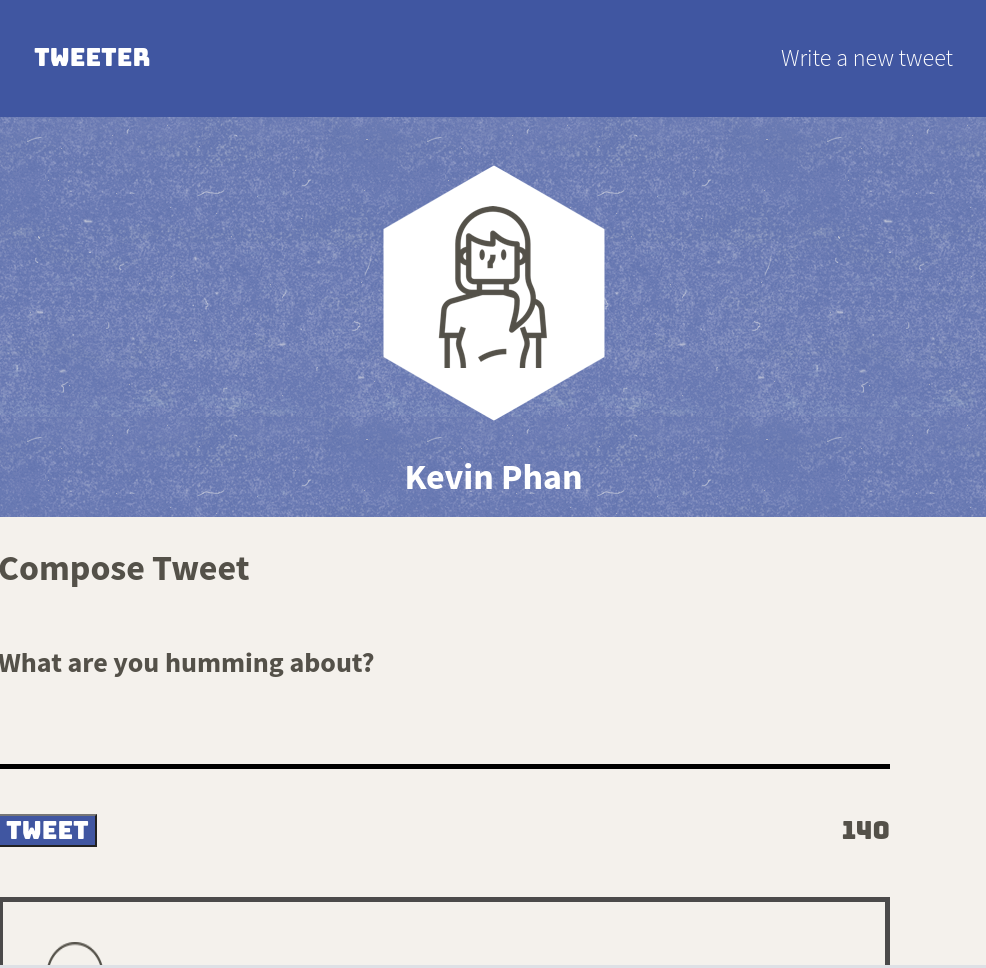 TWEETER
Write a new tweet
Kevin Phan
Compose Tweet
What are you humming about?
TWEET
140